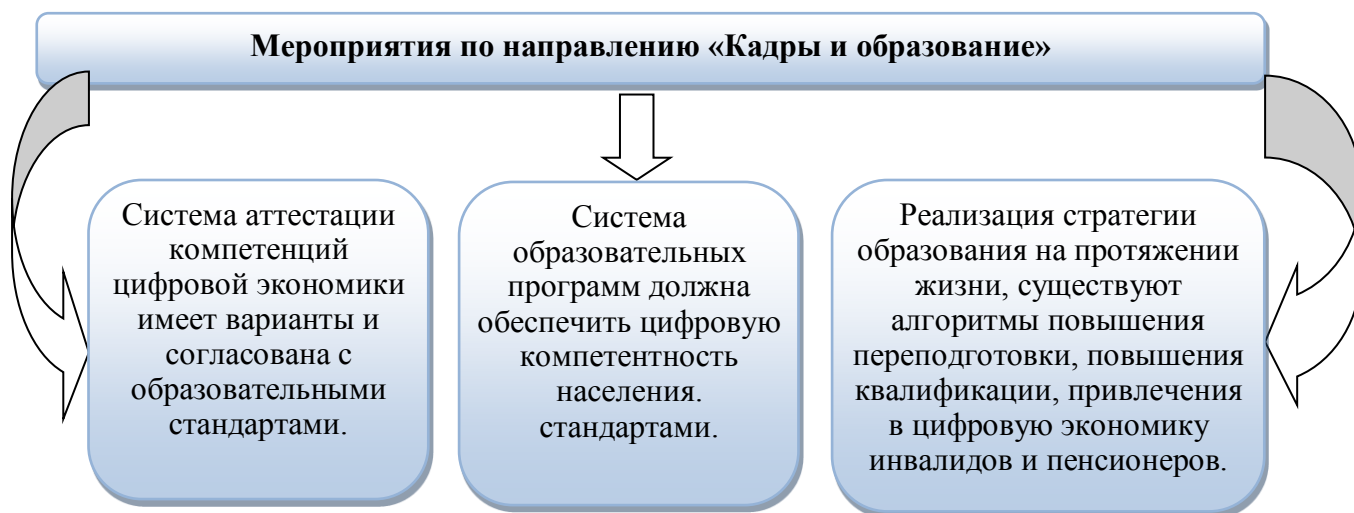 Мероприятия по направлению «Кадры и образование»
Система аттестации
компетенций
цифровой экономики
имеет варианты и
согласована с
образовательными
стандартами.
Система
образовательных
программ должна
обеспечить цифровую
компетентность
населения.
стандартами.
Реализация стратегии
образования на протяжении
жизни, существуют
алгоритмы повышения
переподготовки, повышения
квалификации, привлечения
в цифровую экономику
инвалидов и пенсионеров.